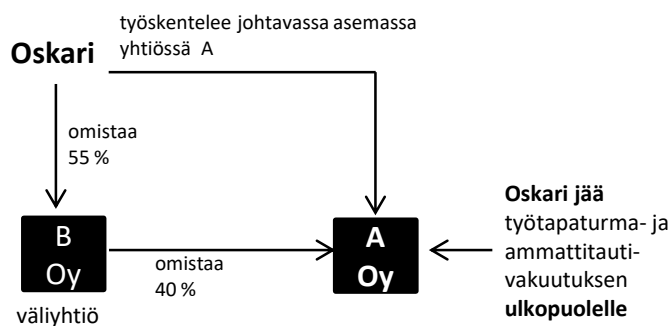 työskentelee johtavassa asemassa
yhtiössä A
Oskari
omistaa
55 %
B
Oy
väliyhtiö
omistaa
40 %
A
Oy
Oskari jää
työtapaturma- ja
ammattitauti-
vakuutuksen
ulkopuolelle